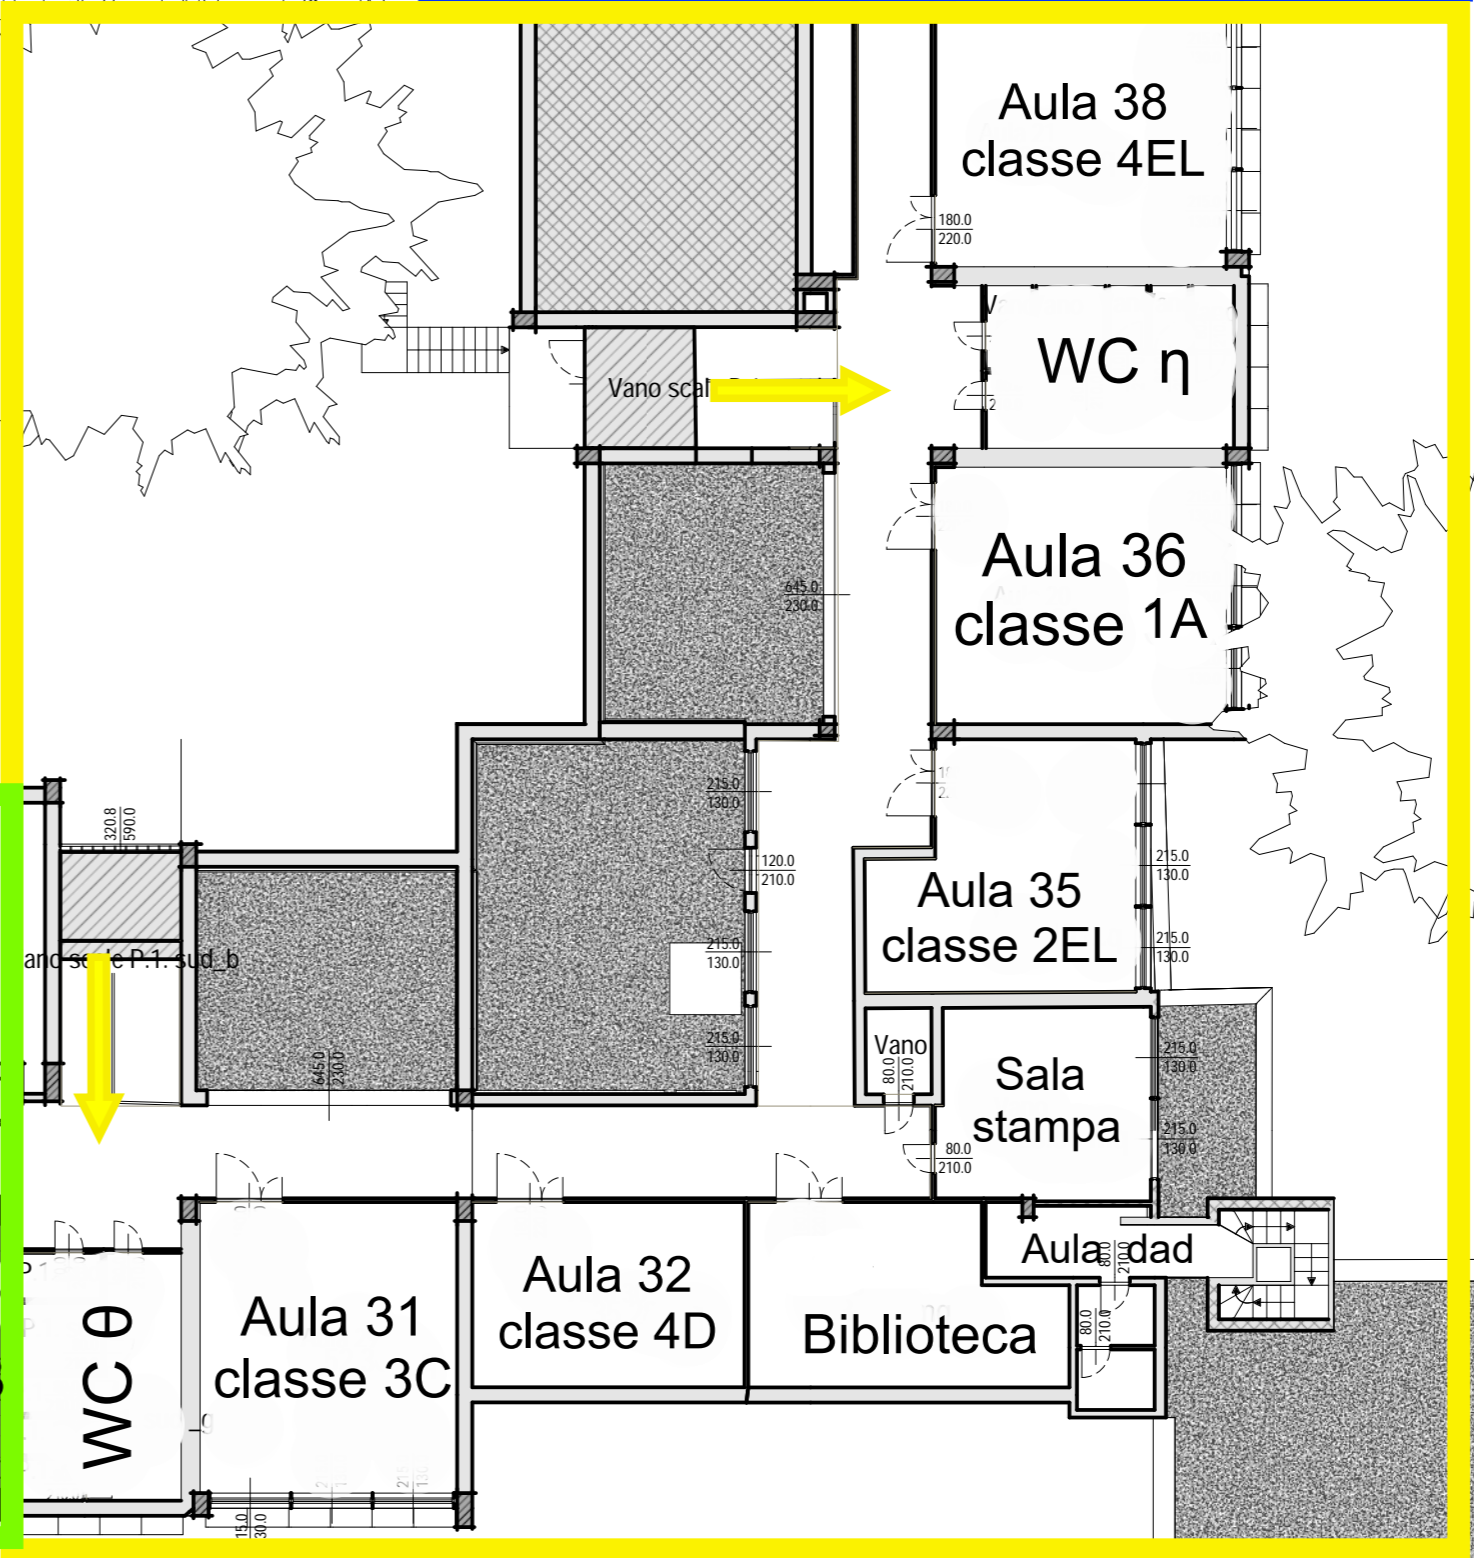 Aula 38
classe 4EL
180.0
220.0
WC η
Vano scal
Aula 36
classe 1A
645.0
230.0
215.0
130.0
320.8
590.0
120.0
210.0
215.0
130.0
Aula 35
classe 2EL
215.0
130.0
215.0
130.0
P.1. sud_b
Vano
80.0
210.0
215.0
130.0
645.0
230.0
Sala
stampa
215.0
130.0
80.0
210.0
215.0
130.0
Aula dad
80.0
210.0
Aula 32
classe 4D
Aula 31
classe 3C
Biblioteca
80.0
210.0
WC θ
15.0
30.0